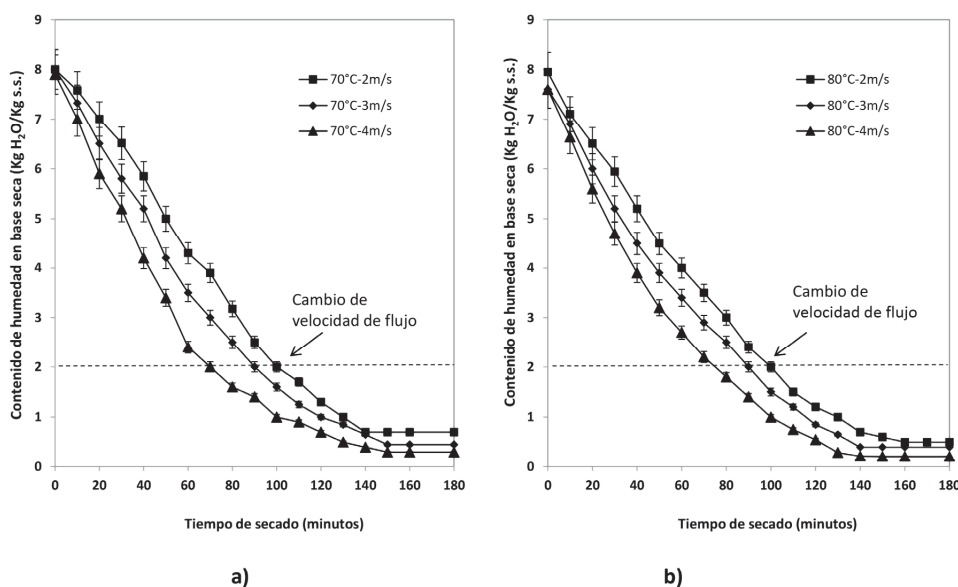 Contenido de humedad en base seca (Kg H₂O/Kg s.s.)
9
8
7
6
5
4
3
2
1
0
70°C-2m/s
70°C-3m/s
70°C-4m/s
Cambio de
velocidad de flujo
0 20 40 60 80 100 120 140 160 180
Tiempo de secado (minutos)
a)
Contenido de humedad en base seca (Kg H₂O/Kg s.s.)
9
8
7
6
5
4
3
2
1
0
80°C-2m/s
80°C-3m/s
80°C-4m/s
Cambio de
velocidad de flujo
0 20 40 60 80 100 120 140 160 180
Tiempo de secado (minutos)
b)